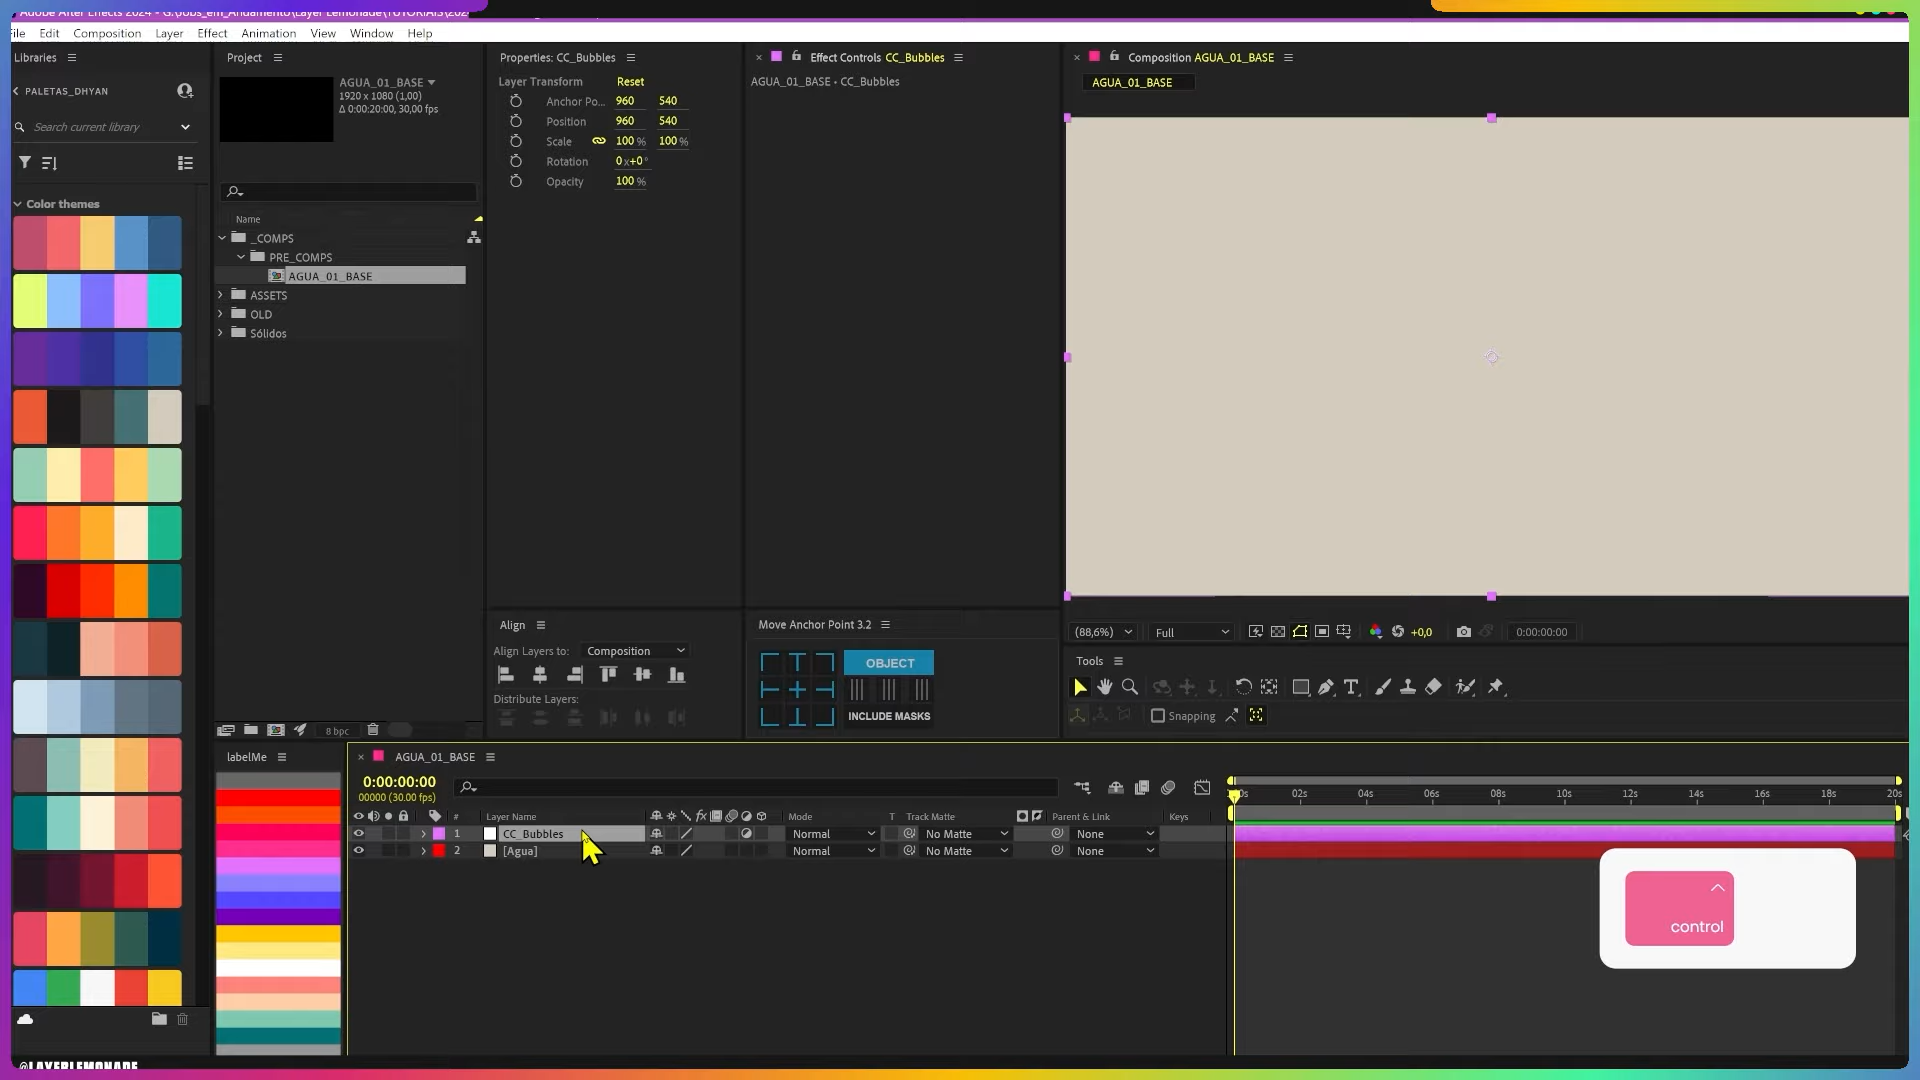 Adobe After Effects 2024 - G:\Jobs_em_Andamento\Layer Lemonade\TUTORIAIS\202
File Edit Composition Layer Effect Animation View Window Help
Libraries
PALETAS_DHYAN
Search current library
Color themes
Project
AGUA_01_BASE
1920 x 1080 (1,00)
Δ 0:00:20:00, 30,00 fps
Name
_COMPS
PRE_COMPS
AGUA_01_BASE
ASSETS
OLD
Sólidos
8 bpc
Properties: CC_Bubbles
Layer Transform Reset
Anchor Po... 960 540
Position 960 540
Scale 100 % 100 %
Rotation 0 x+0 °
Opacity 100 %
Align
Align Layers to: Composition
Distribute Layers:
Effect Controls CC_Bubbles
AGUA_01_BASE • CC_Bubbles
Move Anchor Point 3.2
OBJECT
INCLUDE MASKS
Composition AGUA_01_BASE
AGUA_01_BASE
(88,6%) Full +0,0 0:00:00:00
Tools
Snapping
labelMe
AGUA_01_BASE
0:00:00:00
00000 (30.00 fps)
# Layer Name Mode T Track Matte Parent & Link Keys
1 CC_Bubbles Normal No Matte None
2 [Agua] Normal No Matte None
02s 04s 06s 08s 10s 12s 14s 16s 18s 20s
control
@LAYERLEMONADE